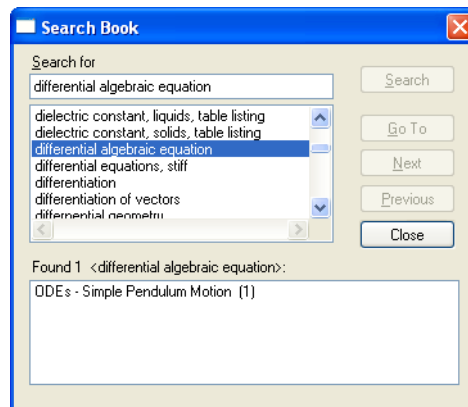 Search Book
Search for
differential algebraic equation
Search
dielectric constant, liquids, table listing
dielectric constant, solids, table listing
differential algebraic equation
differential equations, stiff
differentiation
differentiation of vectors
differnential geometry
Go To
Next
Previous
Close
Found 1 <differential algebraic equation>:
ODEs - Simple Pendulum Motion (1)